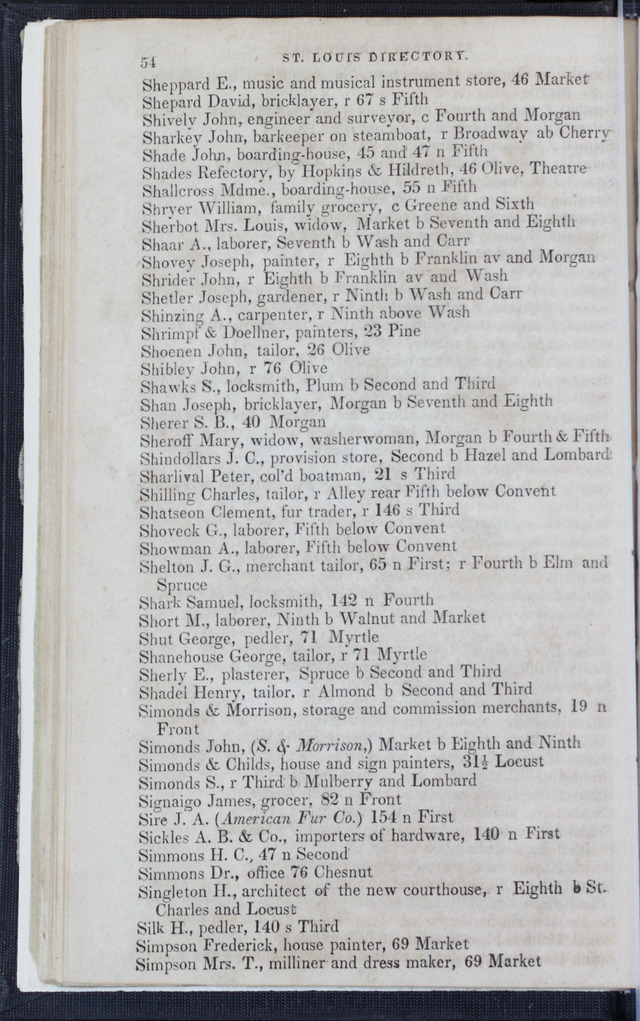 54
ST. LOUIS DIRECTORY.
Sheppard E., music and musical instrument store, 46 Market
Shepard David, bricklayer, r 67 s Fifth
Shively John, engineer and surveyor, c Fourth and Morgan
Sharkey John, barkeeper on steamboat, r Broadway ab Cherry
Shade John, boarding-house, 45 and 47 n Fifth
Shades Refectory, by Hopkins & Hildreth, 46 Olive, Theatre
Shallcross Mdme., boarding-house, 55 n Fifth
Shryer William, family grocery, c Greene and Sixth
Sherbot Mrs. Louis, widow, Market b Seventh and Eighth
Shaar A., laborer, Seventh b Wash and Carr
Shovey Joseph, painter, r Eighth b Franklin av and Morgan
Shrider John, r Eighth b Franklin av and Wash
Shetler Joseph, gardener, r Ninth b Wash and Carr
Shinzing A., carpenter, r Ninth above Wash
Shrimpf & Doellner, painters, 23 Pine
Shoenen John, tailor, 26 Olive
Shibley John, r 76 Olive
Shawks S., locksmith, Plum b Second and Third
Shan Joseph, bricklayer, Morgan b Seventh and Eighth
Sherer S. B., 40 Morgan
Sheroff Mary, widow, washerwoman, Morgan b Fourth & Fifth
Shindollars J. C., provision store, Second b Hazel and Lombard
Sharlival Peter, col'd boatman, 21 s Third
Shilling Charles, tailor, r Alley rear Fifth below Convent
Shatseon Clement, fur trader, r 146 s Third
Shoveck G., laborer, Fifth below Convent
Showman A., laborer, Fifth below Convent
Shelton J. G., merchant tailor, 65 n First; r Fourth b Elm and
Spruce
Shark Samuel, locksmith, 142 n Fourth
Short M., laborer, Ninth b Walnut and Market
Shut George, pedler, 71 Myrtle
Shanehouse George, tailor, r 71 Myrtle
Sherly E., plasterer, Spruce b Second and Third
Shadel Henry, tailor, r Almond b Second and Third
Simonds & Morrison, storage and commission merchants, 19 n
Front
Simonds John, (S. & Morrison,) Market b Eighth and Ninth
Simonds & Childs, house and sign painters, 31½ Locust
Simonds S., r Third b Mulberry and Lombard
Signaigo James, grocer, 82 n Front
Sire J. A. (American Fur Co.) 154 n First
Sickles A. B. & Co., importers of hardware, 140 n First
Simmons H. C., 47 n Second
Simmons Dr., office 76 Chesnut
Singleton H., architect of the new courthouse, r Eighth b St.
Charles and Locust
Silk H., pedler, 140 s Third
Simpson Frederick, house painter, 69 Market
Simpson Mrs. T., milliner and dress maker, 69 Market